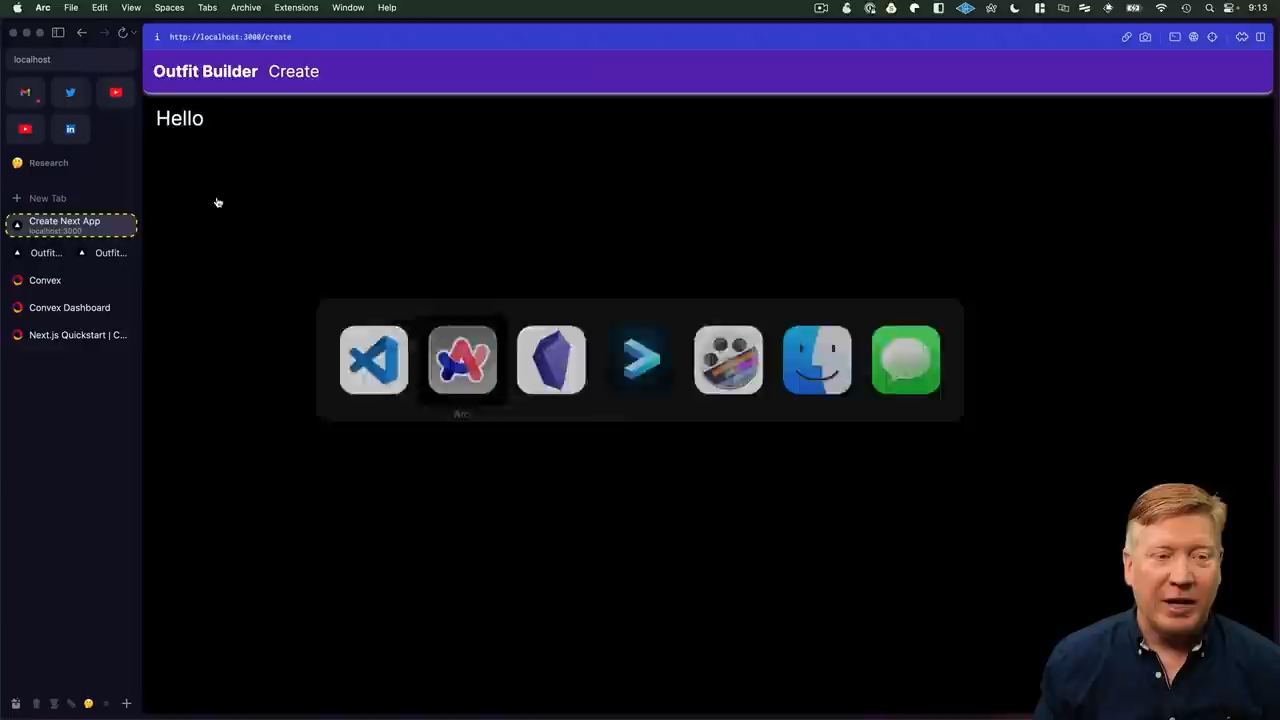 Arc File Edit View Spaces Tabs Archive Extensions Window Help 9:13
http://localhost:3000/create
localhost
Outfit Builder Create
Hello
Research
New Tab
Create Next App
localhost:3000
Outfit... Outfit...
Convex
Convex Dashboard
Next.js Quickstart | C...
Arc